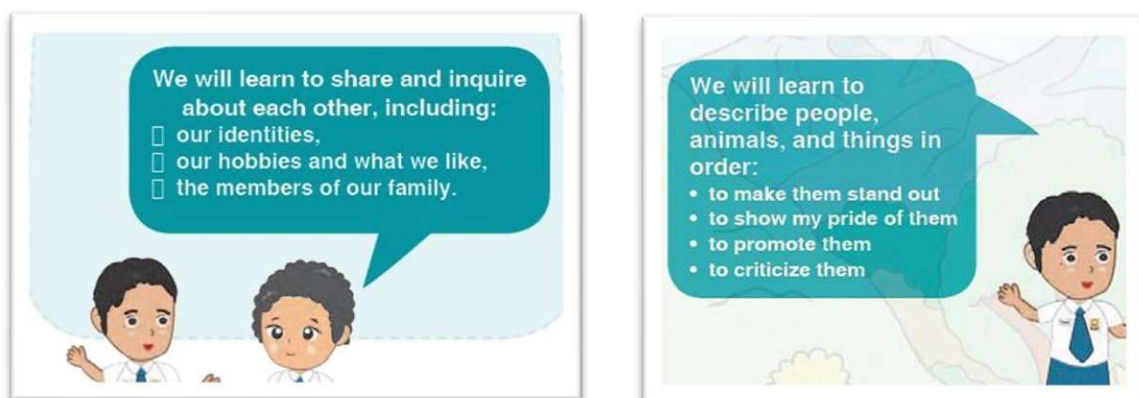 We will learn to share and inquire
about each other, including:
▯ our identities,
▯ our hobbies and what we like,
▯ the members of our family.
We will learn to
describe people,
animals, and things in
order:
• to make them stand out
• to show my pride of them
• to promote them
• to criticize them